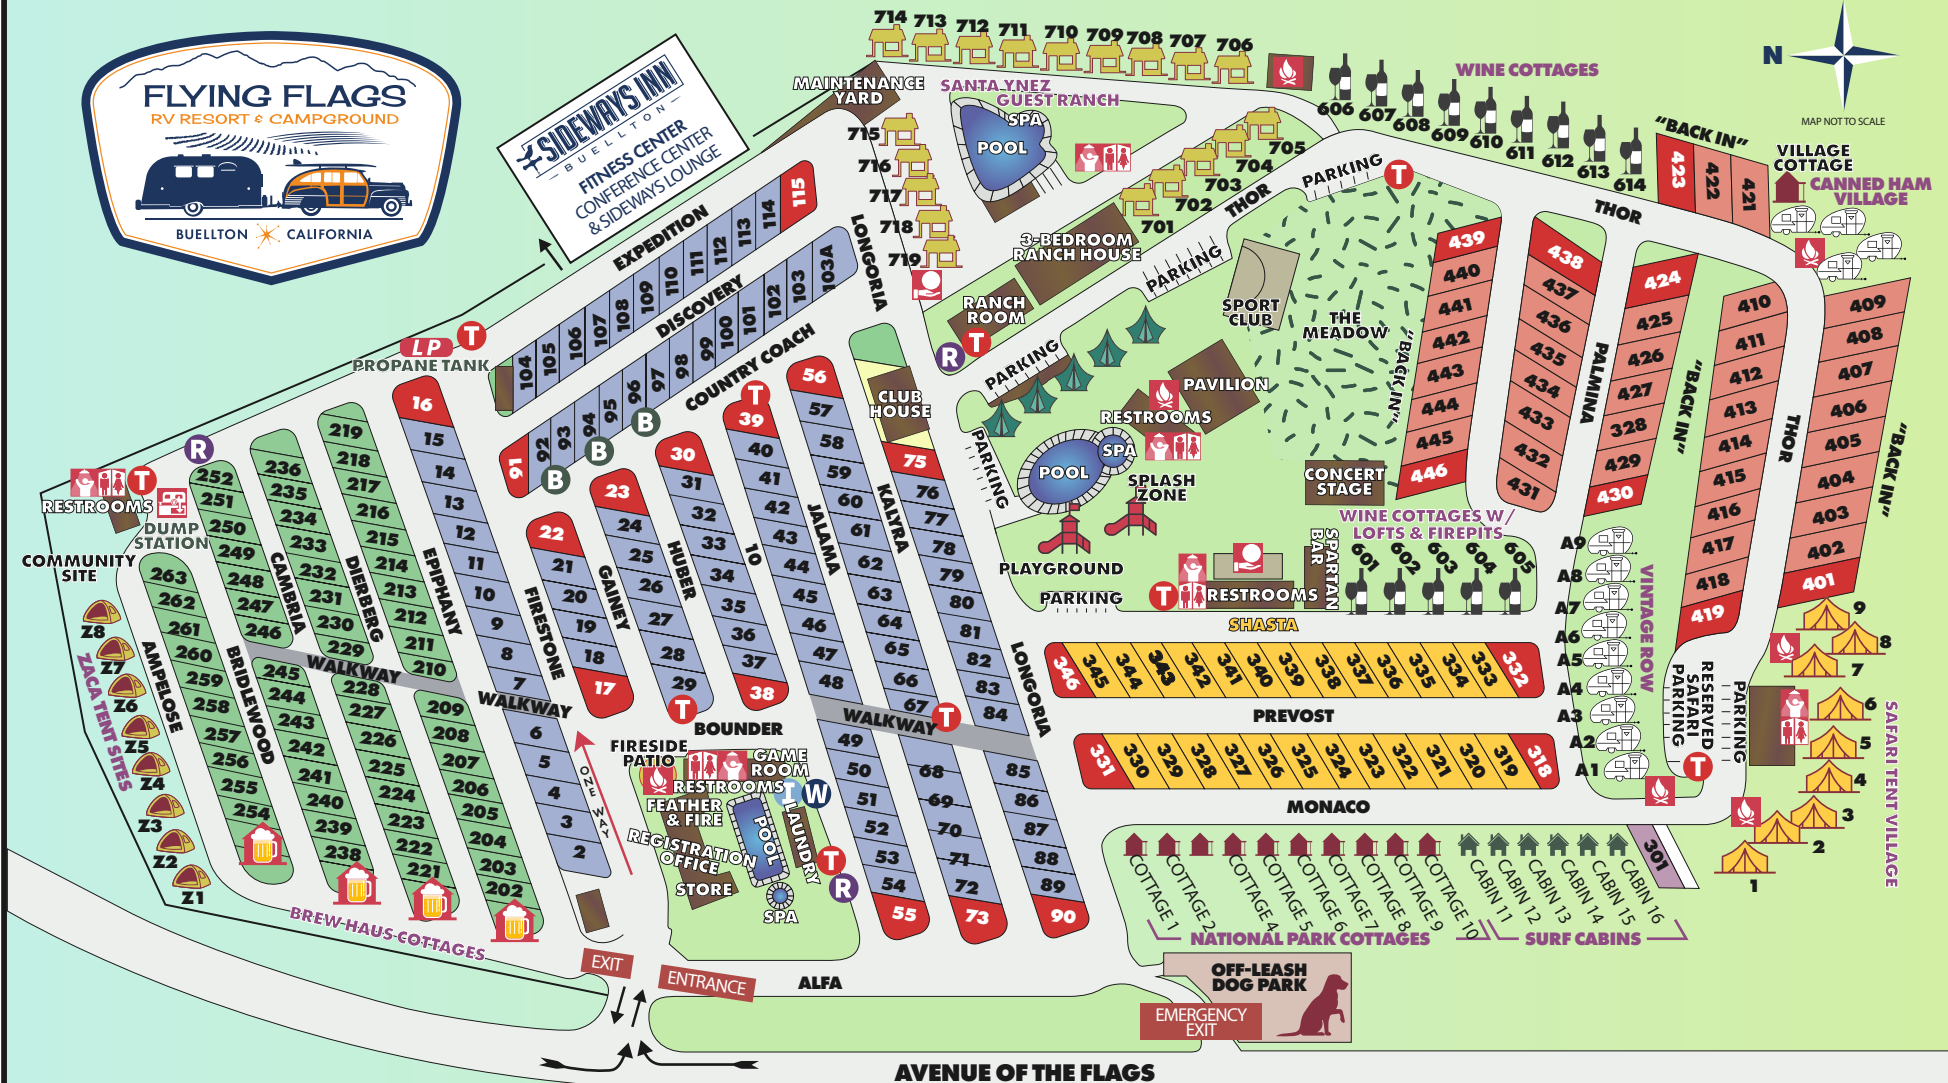 FLYING FLAGS
RV RESORT & CAMPGROUND
BUELLTON CALIFORNIA
SIDEWAYS INN
BUELLTON
FITNESS CENTER
CONFERENCE CENTER
& SIDEWAYS LOUNGE
MAINTENANCE
YARD
714 713 712 711 710 709 708 707 706
SANTA YNEZ
GUEST RANCH
SPA
POOL
715
716
717
718
719
705
704
703
702
701
3-BEDROOM
RANCH HOUSE
RANCH
ROOM
R
T
WINE COTTAGES
606 607 608 609 610 611 612 613 614
N
MAP NOT TO SCALE
"BACK IN"
423 422 421
VILLAGE
COTTAGE
CANNED HAM
VILLAGE
THOR
PARKING
T
THOR
PARKING
PARKING
PARKING
SPORT
CLUB
THE
MEADOW
"BACK IN"
439
440
441
442
443
444
445
446
438
437
436
435
434
433
432
431
PALMINA
424
425
426
427
328
429
430
"BACK IN"
410
411
412
413
414
415
416
417
418
419
THOR
409
408
407
406
405
404
403
402
401
"BACK IN"
EXPEDITION
104 105 106 107 108 109 110 111 112 113 114 115
DISCOVERY
91 92 93 94 95 96 97 98 99 100 101 102 103 103A
B
B
B
COUNTRY COACH
LONGORIA
T
LP
PROPANE TANK
CLUB
HOUSE
PAVILION
RESTROOMS
SPA
POOL
SPLASH
ZONE
PLAYGROUND
PARKING
CONCERT
STAGE
WINE COTTAGES W/
LOFTS & FIREPITS
601 602 603 604 605
SPARTAN
BAR
T
RESTROOMS
SHASTA
346 345 344 343 342 341 340 339 338 337 336 335 334 333 332
PREVOST
331 330 329 328 327 326 325 324 323 322 321 320 319 318
MONACO
A9
A8
A7
A6
A5
A4
A3
A2
A1
VINTAGE ROW
RESERVED
SAFARI
PARKING
PARKING
T
9
8
7
6
5
4
3
2
1
SAFARI TENT VILLAGE
COTTAGE 1
COTTAGE 2
COTTAGE 4
COTTAGE 5
COTTAGE 6
COTTAGE 7
COTTAGE 8
COTTAGE 9
COTTAGE 10
CABIN 11
CABIN 12
CABIN 13
CABIN 14
CABIN 15
CABIN 16
301
NATIONAL PARK COTTAGES
SURF CABINS
OFF-LEASH
DOG PARK
EMERGENCY
EXIT
R
T
RESTROOMS
DUMP
STATION
COMMUNITY
SITE
Z8
Z7
Z6
Z5
Z4
Z3
Z2
Z1
ZACA TENT SITES
AMPELOSE
263
262
261
260
259
258
257
256
255
254
BRIDLEWOOD
252
251
250
249
248
247
246
245
244
243
242
241
240
239
238
CAMBRIA
236
235
234
233
232
231
230
229
228
227
226
225
224
223
222
221
DIERBERG
219
218
217
216
215
214
213
212
211
210
209
208
207
206
205
204
203
202
WALKWAY
BREW HAUS COTTAGES
EPIPHANY
16
15
14
13
12
11
10
9
8
7
WALKWAY
6
5
4
3
2
ONE WAY
FIRESTONE
22
21
20
19
18
17
GAINEY
23
24
25
26
27
28
29
T
HUBER
30
31
32
33
34
35
36
37
38
10
T
39
40
41
42
43
44
45
46
47
48
49
50
51
52
53
54
55
JALAMA
56
57
58
59
60
61
62
63
64
65
66
67
68
69
70
71
72
73
WALKWAY
T
KALYRA
75
76
77
78
79
80
81
82
83
84
85
86
87
88
89
90
LONGORIA
BOUNDER
FIRESIDE
PATIO
GAME
ROOM
RESTROOMS
I
W
FEATHER
& FIRE
POOL
LAUNDRY
REGISTRATION
OFFICE
STORE
SPA
T
R
EXIT
ENTRANCE
ALFA
AVENUE OF THE FLAGS